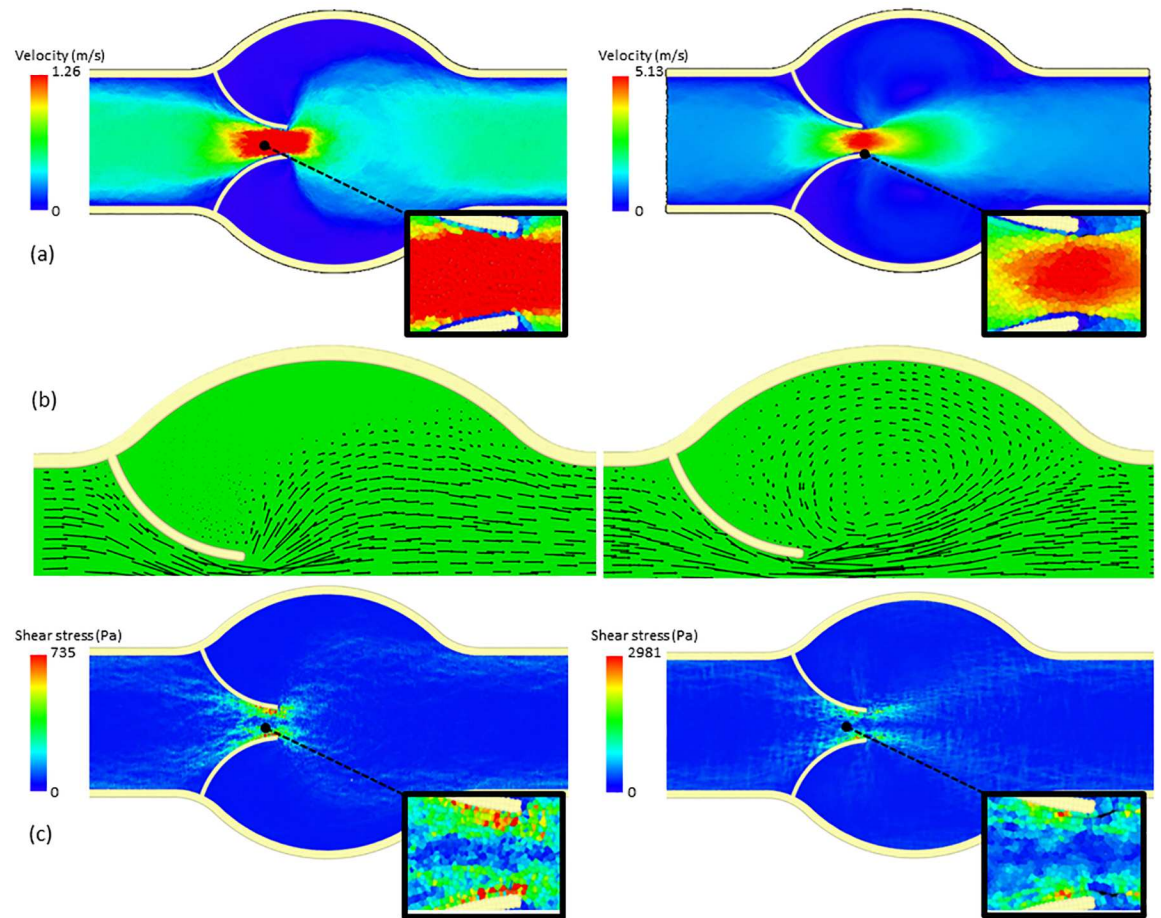 Velocity (m/s)
1.26
0
Velocity (m/s)
5.13
0
(a)
(b)
Shear stress (Pa)
735
0
Shear stress (Pa)
2981
0
(c)